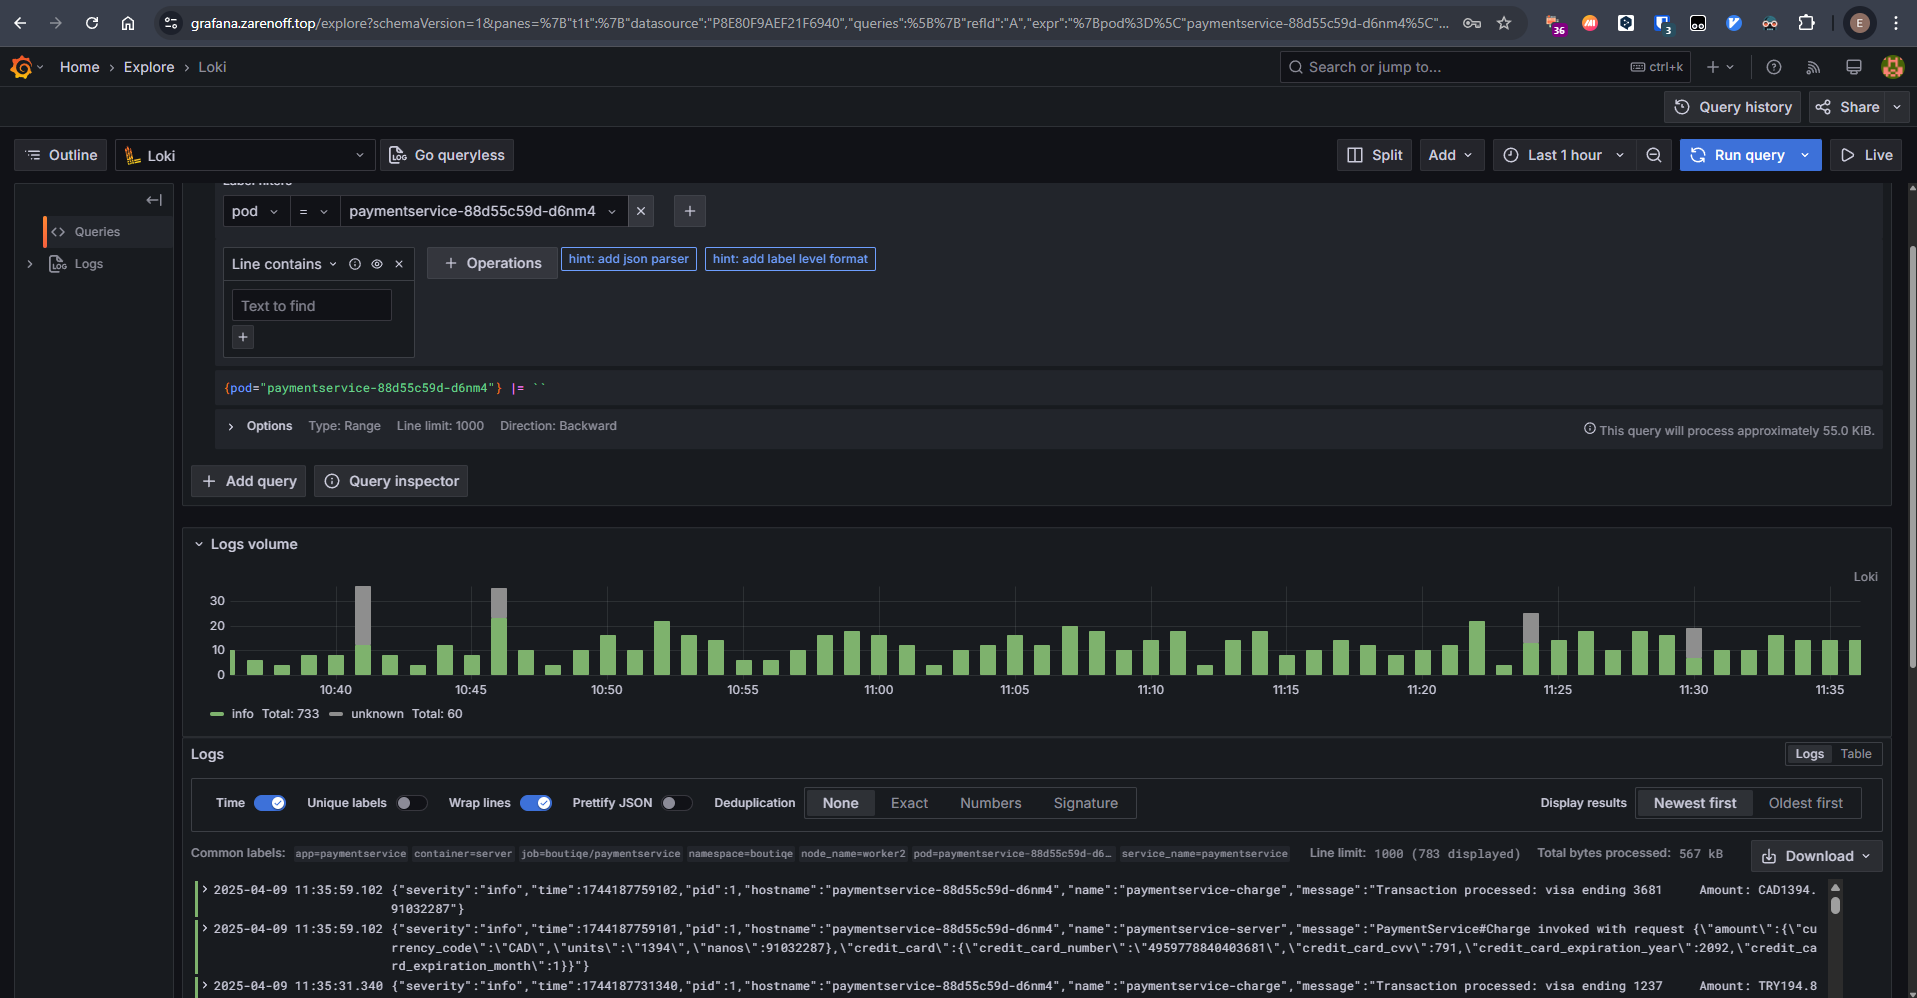 grafana.zarenoff.top/explore?schemaVersion=1&panes=%7B"t1t":%7B"datasource":"P8E80F9AEF21F6940","queries":%5B%7B"refId":"A","expr":"%7Bpod%3D%5C"paymentservice-88d55c59d-d6nm4%5C"...
36
3
E
Home › Explore › Loki
Search or jump to...
ctrl+k
Query history
Share
Outline
Loki
Go queryless
Split
Add
Last 1 hour
Run query
Live
Queries
Logs
Label filters
pod
=
paymentservice-88d55c59d-d6nm4
Line contains
Operations
hint: add json parser
hint: add label level format
Text to find
{pod="paymentservice-88d55c59d-d6nm4"} |= ``
Options Type: Range Line limit: 1000 Direction: Backward
This query will process approximately 55.0 KiB.
Add query
Query inspector
Logs volume
Loki
30
20
10
0
10:40 10:45 10:50 10:55 11:00 11:05 11:10 11:15 11:20 11:25 11:30 11:35
info Total: 733 unknown Total: 60
Logs
Logs Table
Time Unique labels Wrap lines Prettify JSON Deduplication None Exact Numbers Signature
Display results Newest first Oldest first
Common labels: app=paymentservice container=server job=boutiqe/paymentservice namespace=boutiqe node_name=worker2 pod=paymentservice-88d55c59d-d6… service_name=paymentservice Line limit: 1000 (783 displayed) Total bytes processed: 567 kB
Download
2025-04-09 11:35:59.102 {"severity":"info","time":1744187759102,"pid":1,"hostname":"paymentservice-88d55c59d-d6nm4","name":"paymentservice-charge","message":"Transaction processed: visa ending 3681 Amount: CAD1394.
91032287"}
2025-04-09 11:35:59.102 {"severity":"info","time":1744187759101,"pid":1,"hostname":"paymentservice-88d55c59d-d6nm4","name":"paymentservice-server","message":"PaymentService#Charge invoked with request {\"amount\":{\"cu
rrency_code\":\"CAD\",\"units\":\"1394\",\"nanos\":91032287},\"credit_card\":{\"credit_card_number\":\"4959778840403681\",\"credit_card_cvv\":791,\"credit_card_expiration_year\":2092,\"credit_ca
rd_expiration_month\":1}}"}
2025-04-09 11:35:31.340 {"severity":"info","time":1744187731340,"pid":1,"hostname":"paymentservice-88d55c59d-d6nm4","name":"paymentservice-charge","message":"Transaction processed: visa ending 1237 Amount: TRY194.8